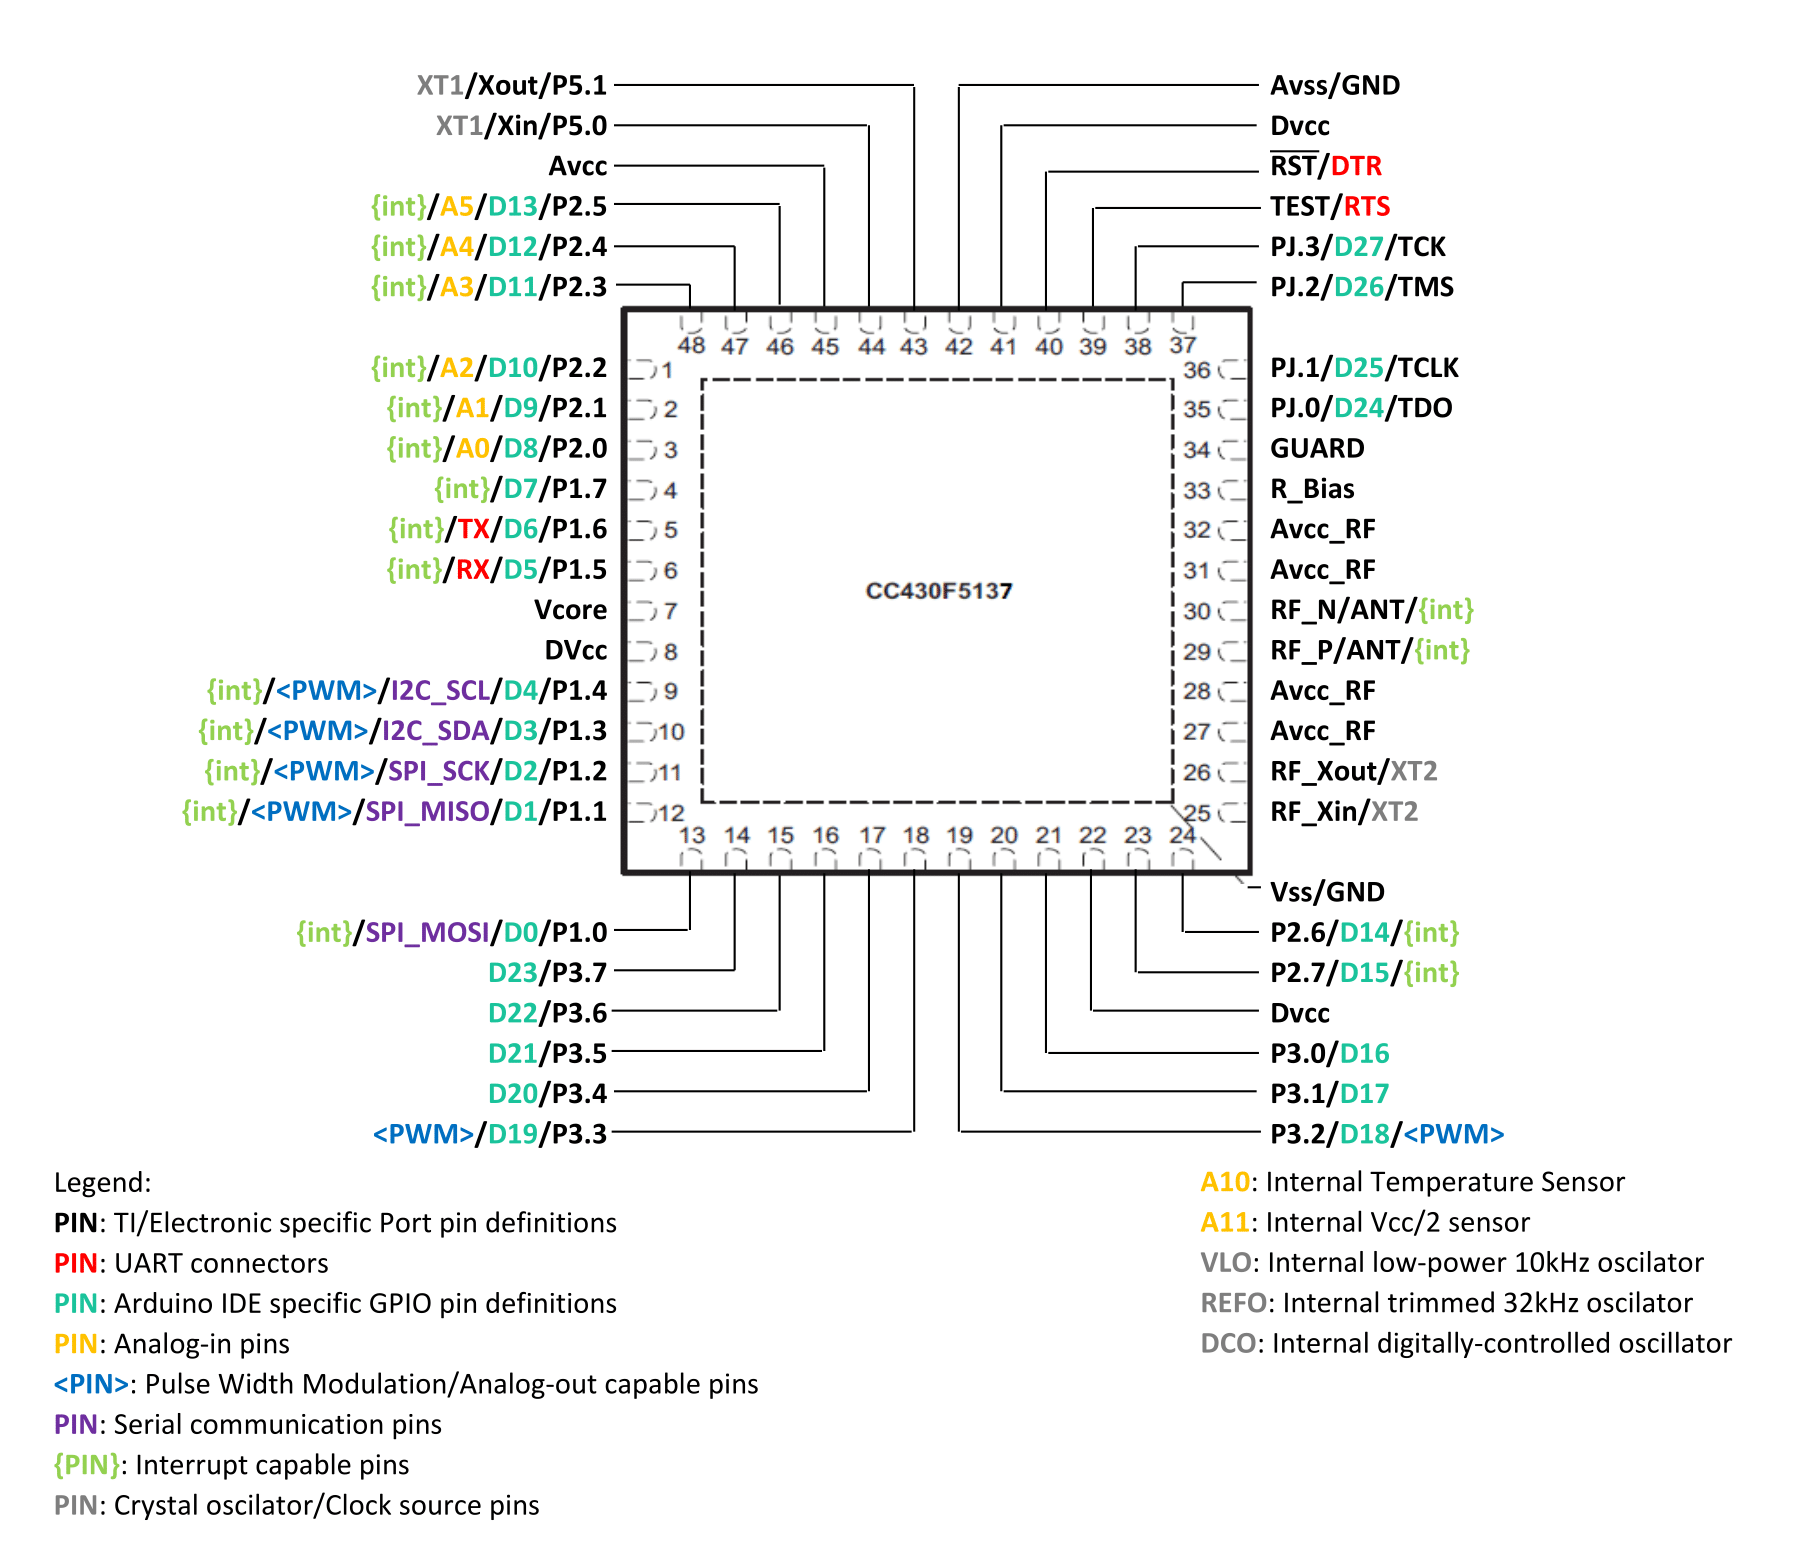 XT1/Xout/P5.1
XT1/Xin/P5.0
Avcc
{int}/A5/D13/P2.5
{int}/A4/D12/P2.4
{int}/A3/D11/P2.3
Avss/GND
Dvcc
RST/DTR
TEST/RTS
PJ.3/D27/TCK
PJ.2/D26/TMS
48 47 46 45 44 43 42 41 40 39 38 37
{int}/A2/D10/P2.2 1
{int}/A1/D9/P2.1 2
{int}/A0/D8/P2.0 3
{int}/D7/P1.7 4
{int}/TX/D6/P1.6 5
{int}/RX/D5/P1.5 6
Vcore 7
DVcc 8
{int}/<PWM>/I2C_SCL/D4/P1.4 9
{int}/<PWM>/I2C_SDA/D3/P1.3 10
{int}/<PWM>/SPI_SCK/D2/P1.2 11
{int}/<PWM>/SPI_MISO/D1/P1.1 12
CC430F5137
36 PJ.1/D25/TCLK
35 PJ.0/D24/TDO
34 GUARD
33 R_Bias
32 Avcc_RF
31 Avcc_RF
30 RF_N/ANT/{int}
29 RF_P/ANT/{int}
28 Avcc_RF
27 Avcc_RF
26 RF_Xout/XT2
25 RF_Xin/XT2
13 14 15 16 17 18 19 20 21 22 23 24
{int}/SPI_MOSI/D0/P1.0
D23/P3.7
D22/P3.6
D21/P3.5
D20/P3.4
<PWM>/D19/P3.3
Vss/GND
P2.6/D14/{int}
P2.7/D15/{int}
Dvcc
P3.0/D16
P3.1/D17
P3.2/D18/<PWM>
Legend:
PIN: TI/Electronic specific Port pin definitions
PIN: UART connectors
PIN: Arduino IDE specific GPIO pin definitions
PIN: Analog-in pins
<PIN>: Pulse Width Modulation/Analog-out capable pins
PIN: Serial communication pins
{PIN}: Interrupt capable pins
PIN: Crystal oscilator/Clock source pins
A10: Internal Temperature Sensor
A11: Internal Vcc/2 sensor
VLO: Internal low-power 10kHz oscilator
REFO: Internal trimmed 32kHz oscilator
DCO: Internal digitally-controlled oscillator